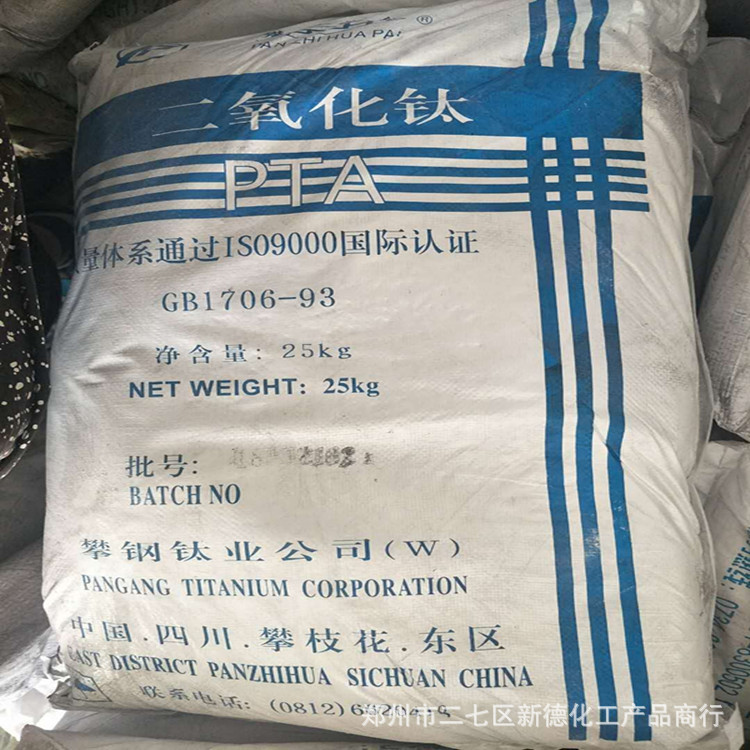 PANZHIHUA PAI
®
二氧化钛
PTA
量体系通过ISO9000国际认证
GB1706-93
净含量: 25kg
NET WEIGHT: 25kg
批号:
BATCH NO
攀钢钛业公司(W)
PANGANG TITANIUM CORPORATION
中国.四川.攀枝花.东区
EAST DISTRICT PANZHIHUA SICHUAN CHINA
联系电话: (0812)
郑州市二七区新德化工产品商行